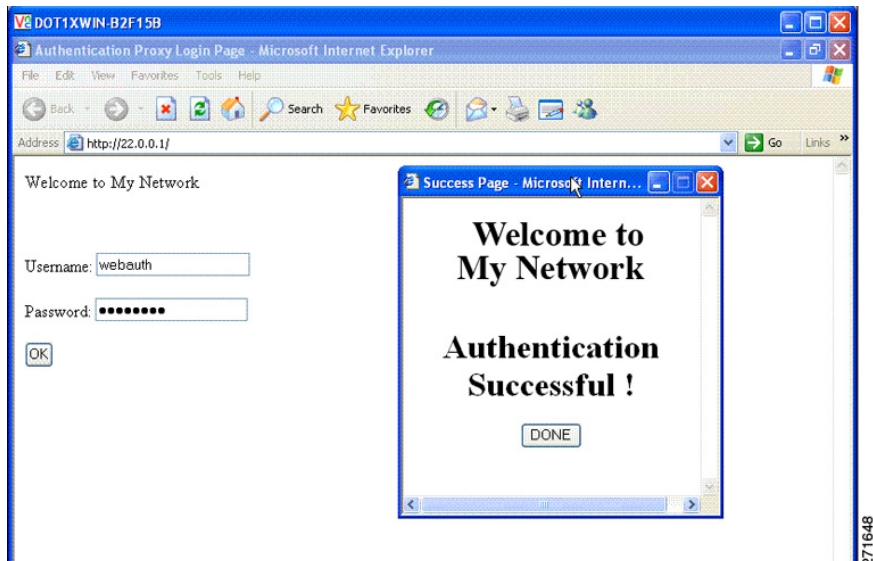 V2 DOT1XWIN-B2F15B
Authentication Proxy Login Page - Microsoft Internet Explorer
File Edit View Favorites Tools Help
Back Search Favorites
Address http://22.0.0.1/ Go Links »
Welcome to My Network
Username: webauth
Password: ●●●●●●●●
OK
Success Page - Microsoft Intern...
Welcome to
My Network
Authentication
Successful !
DONE
271648